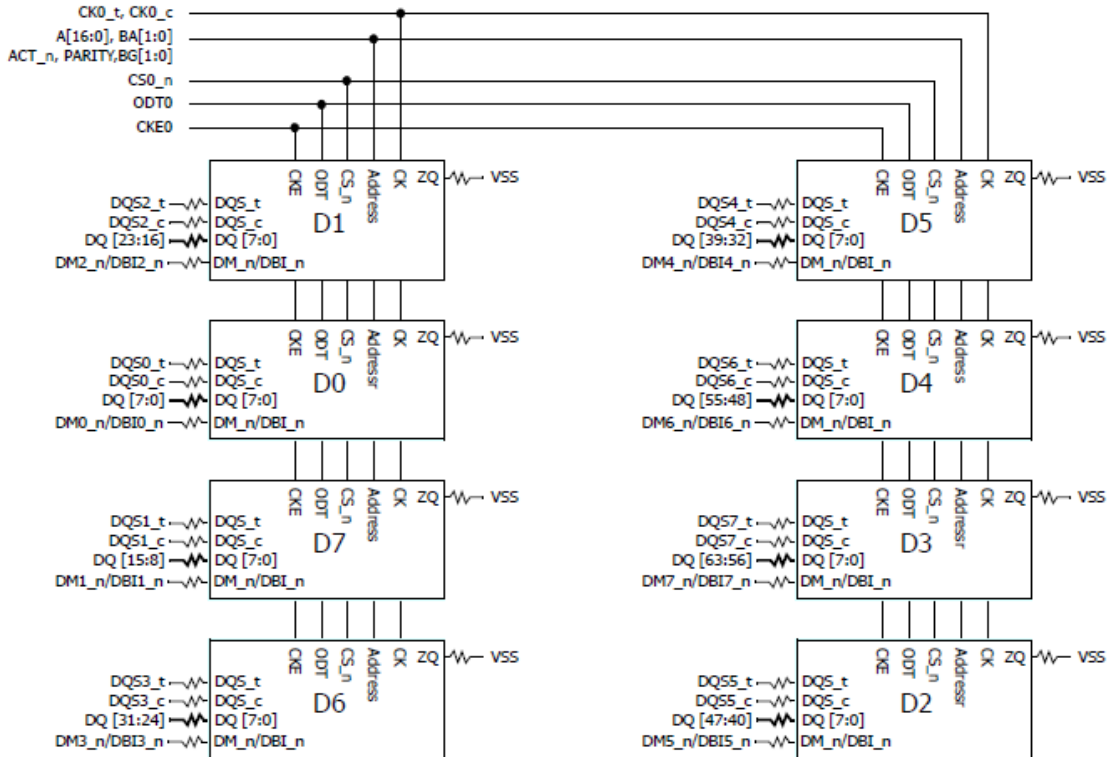 CK0_t, CK0_c
A[16:0], BA[1:0]
ACT_n, PARITY,BG[1:0]
CS0_n
ODT0
CKE0
CKE ODT CS_n Address CK ZQ VSS
DQS2_t DQS_t
DQS2_c DQS_c
D1
DQ [23:16] DQ [7:0]
DM2_n/DBI2_n DM_n/DBI_n
CKE ODT CS_n Address CK ZQ VSS
DQS4_t DQS_t
DQS4_c DQS_c
D5
DQ [39:32] DQ [7:0]
DM4_n/DBI4_n DM_n/DBI_n
CKE ODT CS_n Addressr CK ZQ VSS
DQS0_t DQS_t
DQS0_c DQS_c
D0
DQ [7:0] DQ [7:0]
DM0_n/DBI0_n DM_n/DBI_n
CKE ODT CS_n Address CK ZQ VSS
DQS6_t DQS_t
DQS6_c DQS_c
D4
DQ [55:48] DQ [7:0]
DM6_n/DBI6_n DM_n/DBI_n
CKE ODT CS_n Address CK ZQ VSS
DQS1_t DQS_t
DQS1_c DQS_c
D7
DQ [15:8] DQ [7:0]
DM1_n/DBI1_n DM_n/DBI_n
CKE ODT CS_n Addressr CK ZQ VSS
DQS7_t DQS_t
DQS7_c DQS_c
D3
DQ [63:56] DQ [7:0]
DM7_n/DBI7_n DM_n/DBI_n
CKE ODT CS_n Address CK ZQ VSS
DQS3_t DQS_t
DQS3_c DQS_c
D6
DQ [31:24] DQ [7:0]
DM3_n/DBI3_n DM_n/DBI_n
CKE ODT CS_n Addressr CK ZQ VSS
DQS5_t DQS_t
DQS5_c DQS_c
D2
DQ [47:40] DQ [7:0]
DM5_n/DBI5_n DM_n/DBI_n